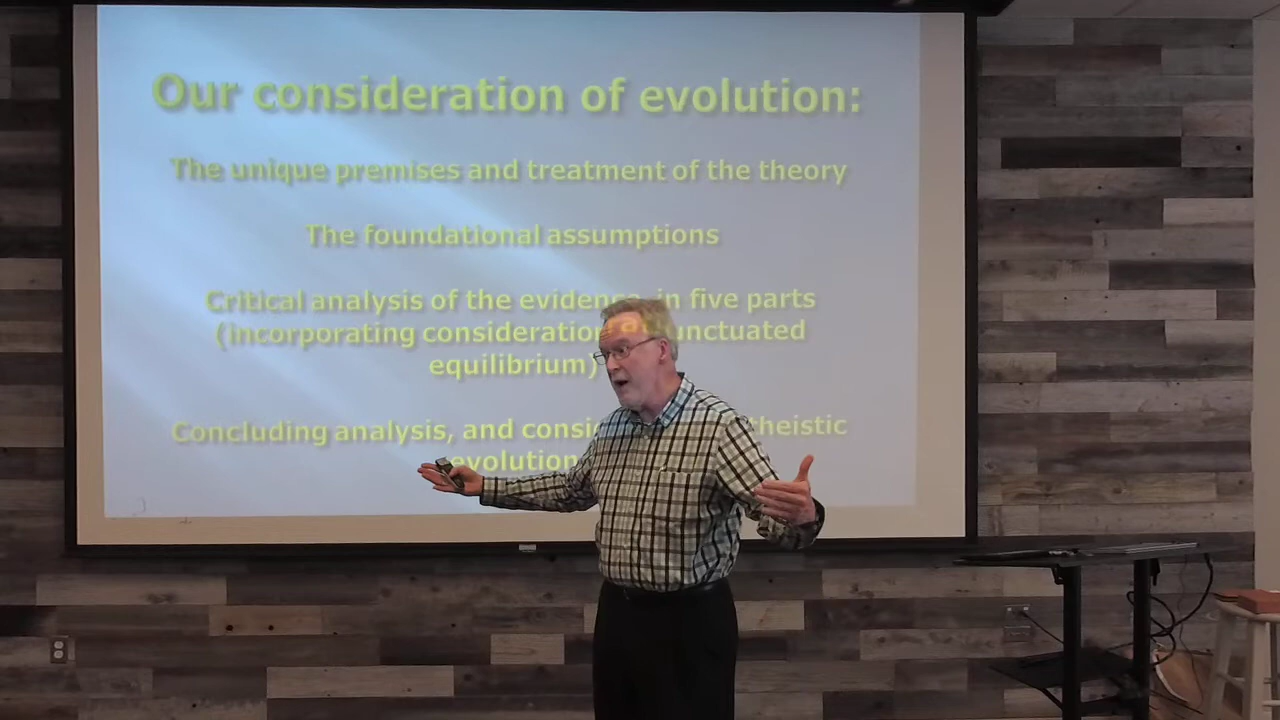 Our consideration of evolution:
The unique premises and treatment of the theory
The foundational assumptions
Critical analysis of the evidence in five parts
(incorporating consideration unctuated
equilibrium)
Concluding analysis, and consi theistic
evolution